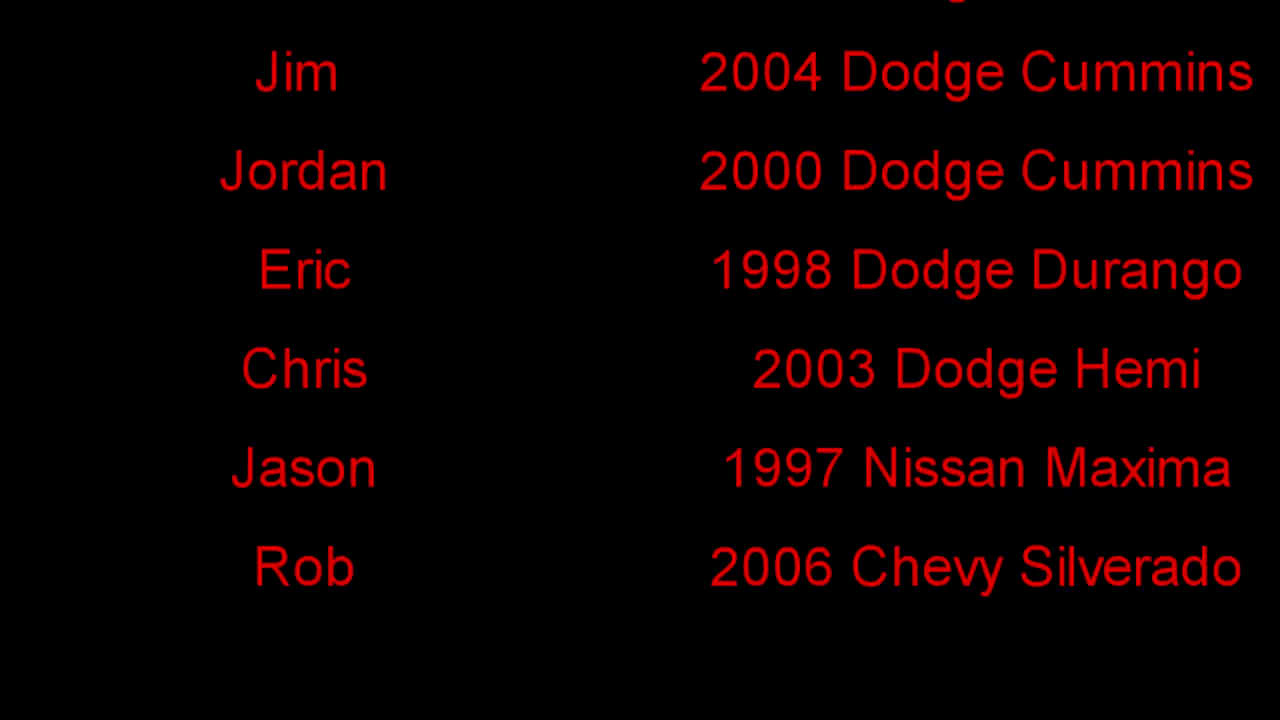 Jim 2004 Dodge Cummins
Jordan 2000 Dodge Cummins
Eric 1998 Dodge Durango
Chris 2003 Dodge Hemi
Jason 1997 Nissan Maxima
Rob 2006 Chevy Silverado